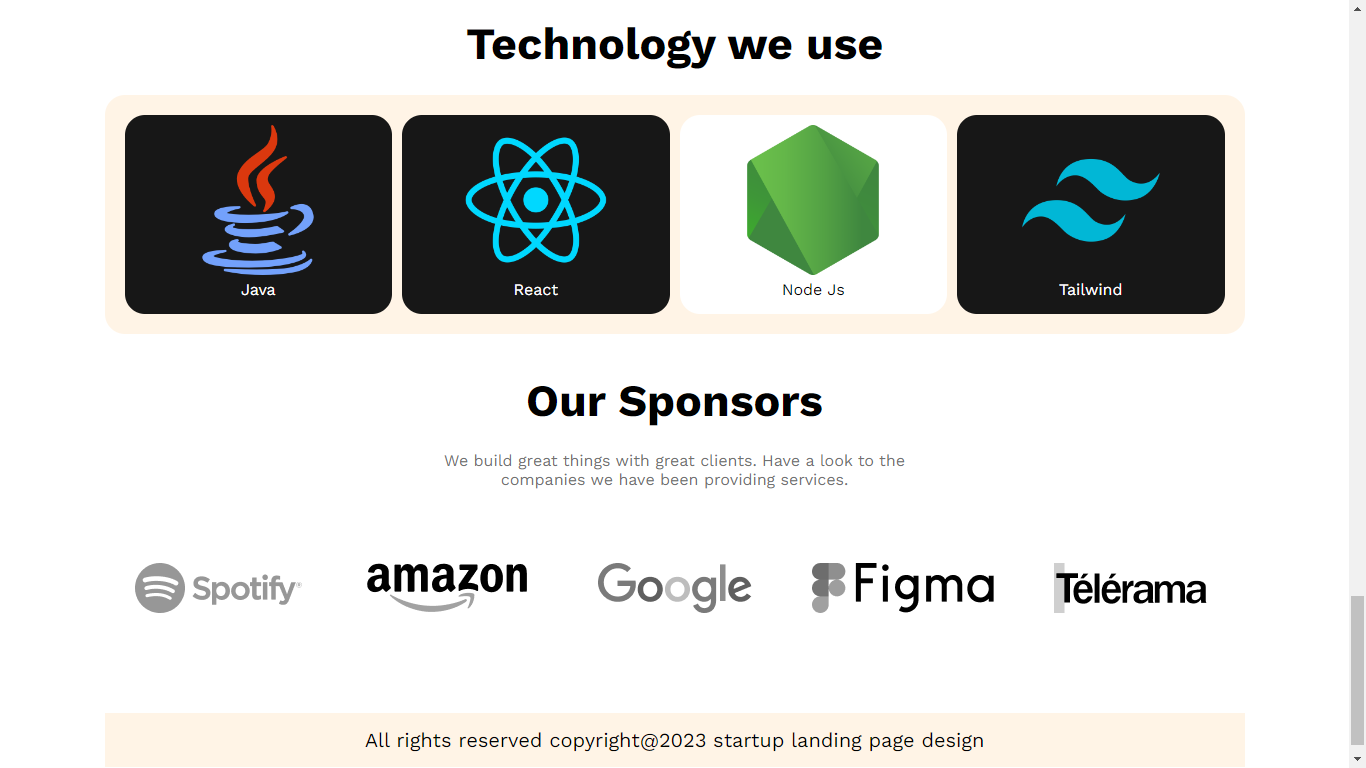 Technology we use
Java
React
Node Js
Tailwind
Our Sponsors
We build great things with great clients. Have a look to the
companies we have been providing services.
Spotify®
amazon
Google
Figma
Télérama
All rights reserved copyright@2023 startup landing page design